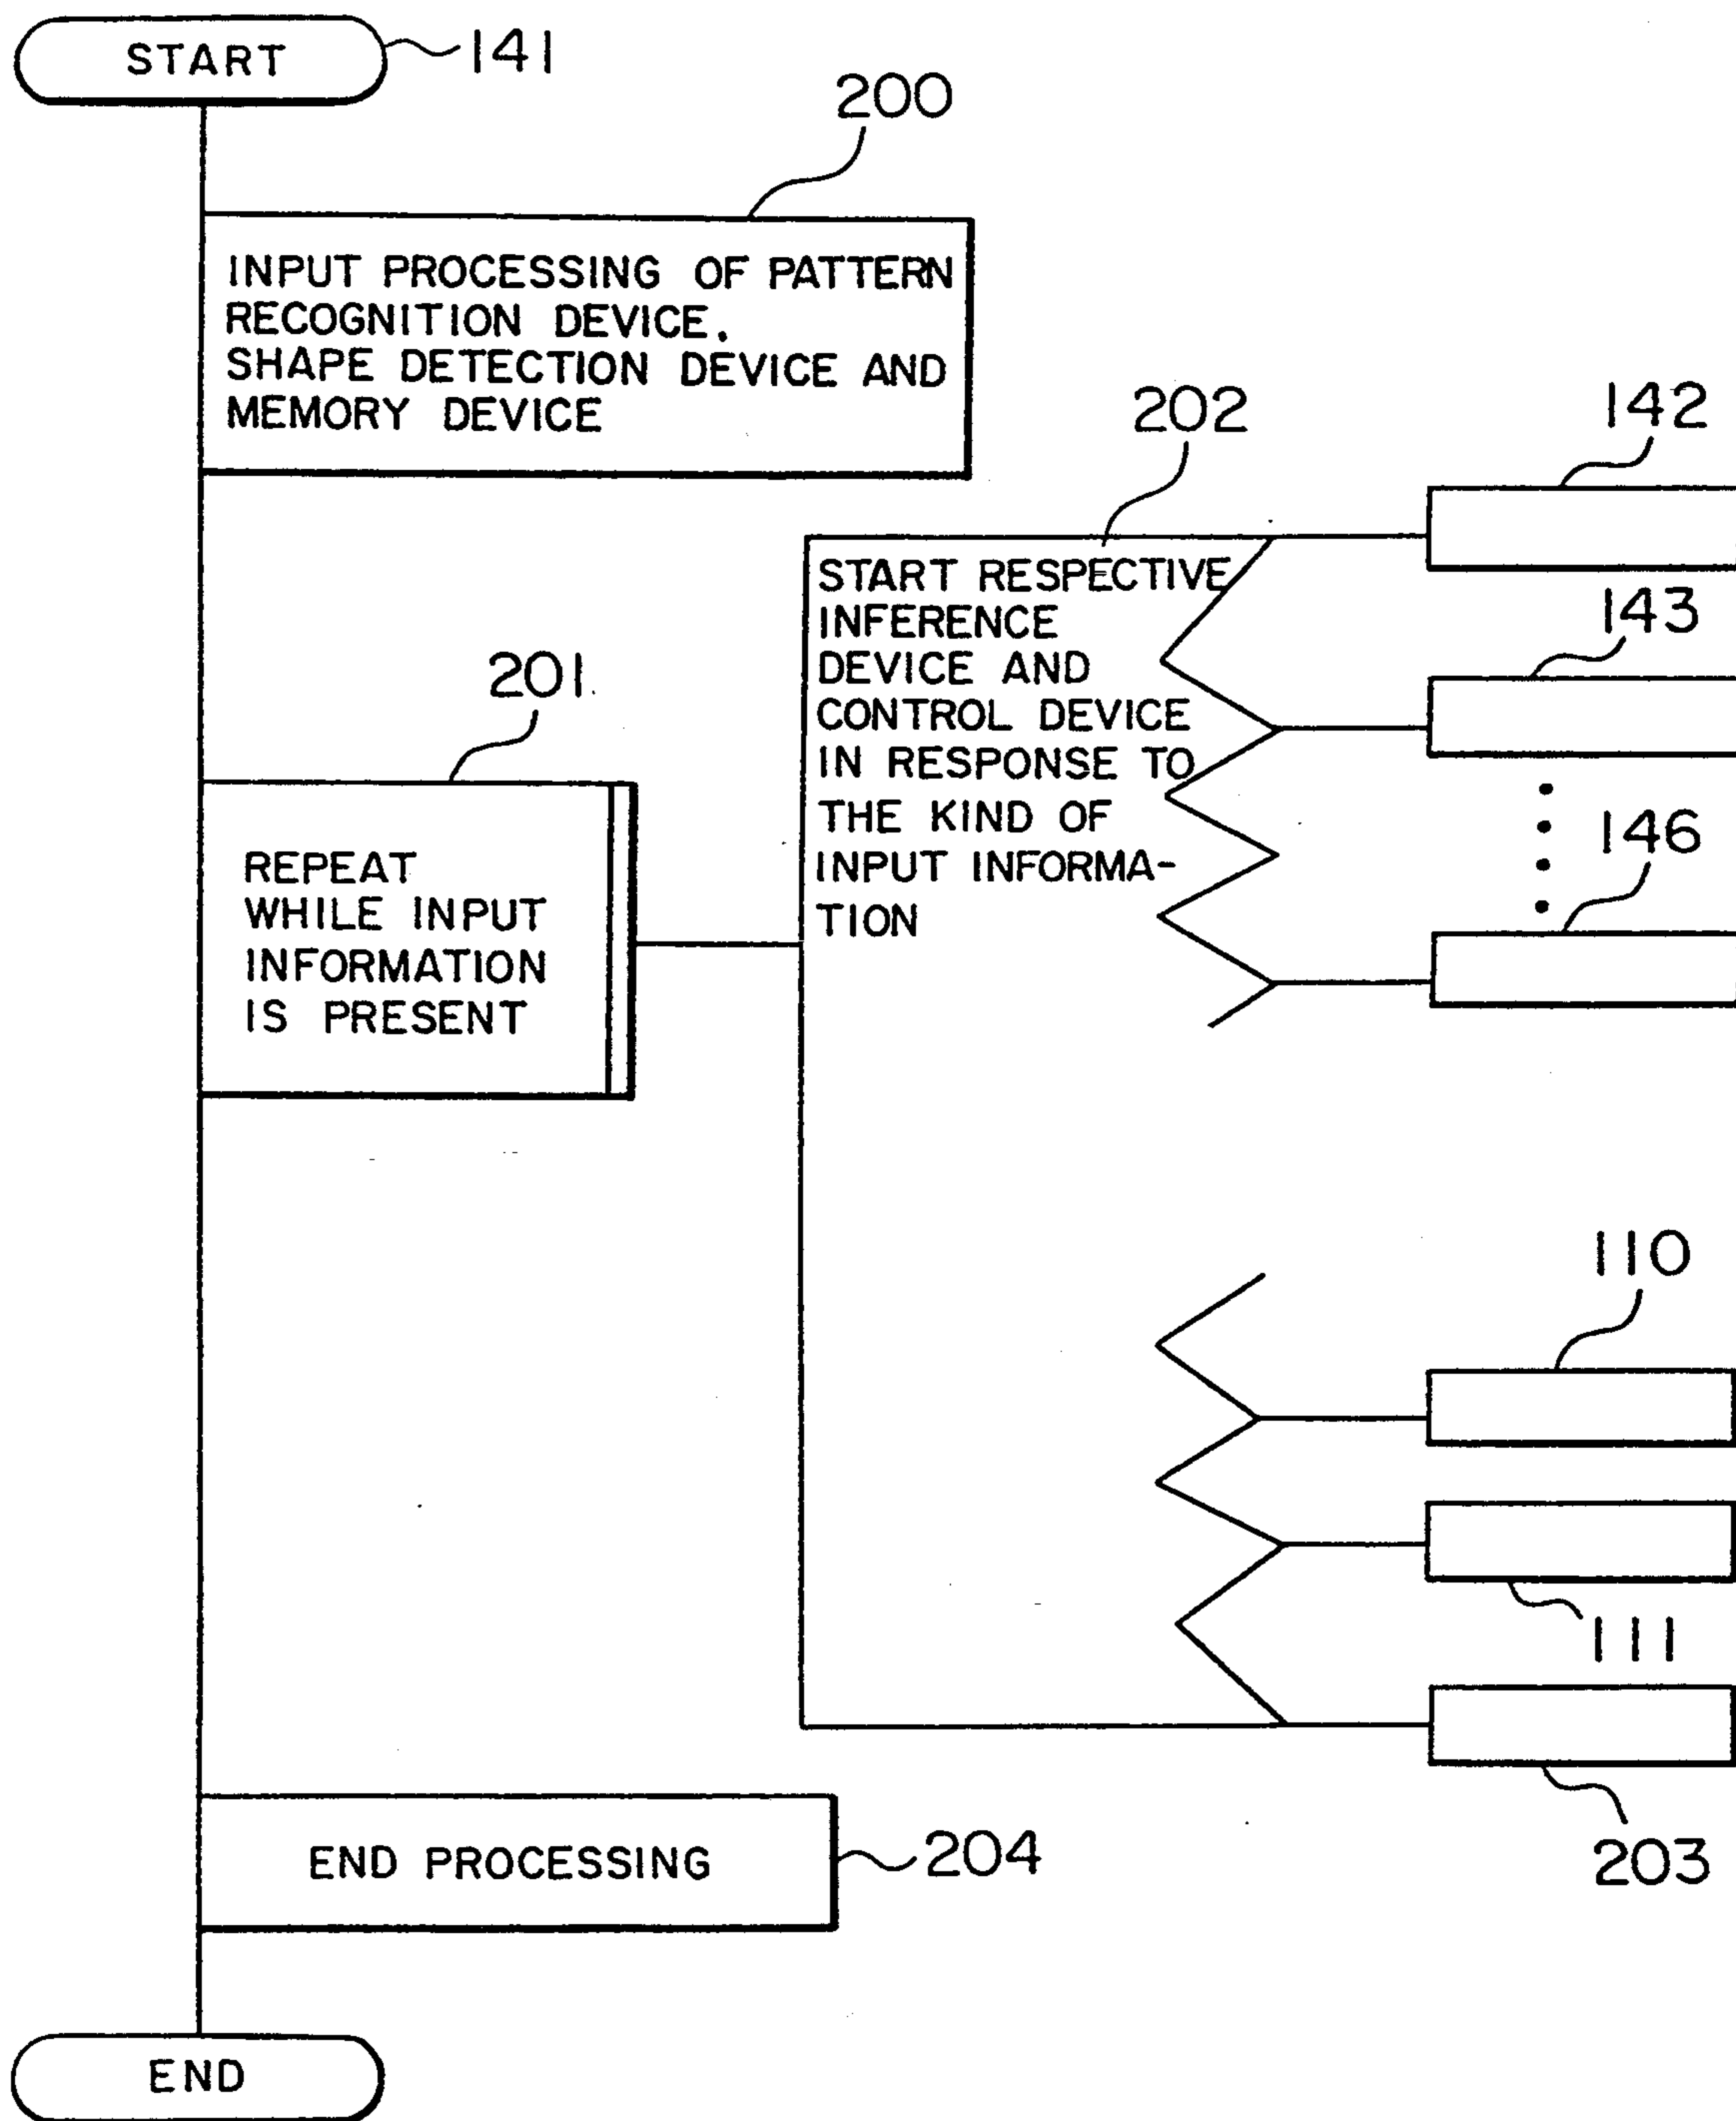 START
141
200
INPUT PROCESSING OF PATTERN
RECOGNITION DEVICE.
SHAPE DETECTION DEVICE AND
MEMORY DEVICE
202
142
START RESPECTIVE
INFERENCE
DEVICE AND
CONTROL DEVICE
IN RESPONSE TO
THE KIND OF
INPUT INFORMA-
TION
143
201
146
REPEAT
WHILE INPUT
INFORMATION
IS PRESENT
110
111
203
END PROCESSING
204
END